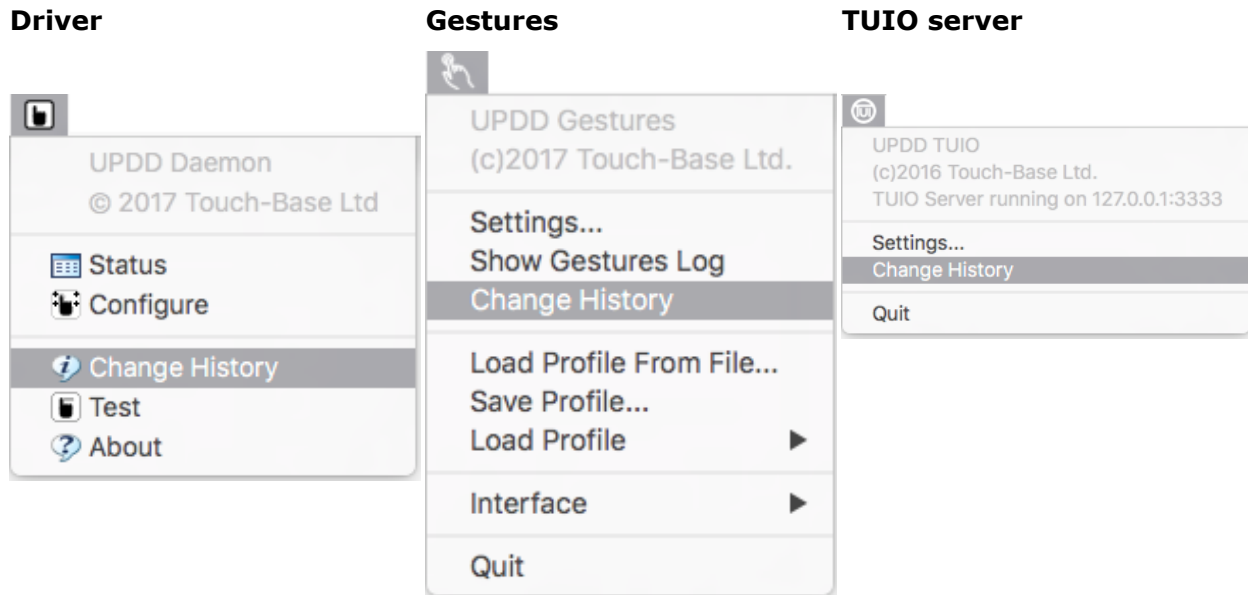 Driver
UPDD Daemon
© 2017 Touch-Base Ltd
Status
Configure
Change History
Test
About
Gestures
UPDD Gestures
(c)2017 Touch-Base Ltd.
Settings...
Show Gestures Log
Change History
Load Profile From File...
Save Profile...
Load Profile
Interface
Quit
TUIO server
UPDD TUIO
(c)2016 Touch-Base Ltd.
TUIO Server running on 127.0.0.1:3333
Settings...
Change History
Quit